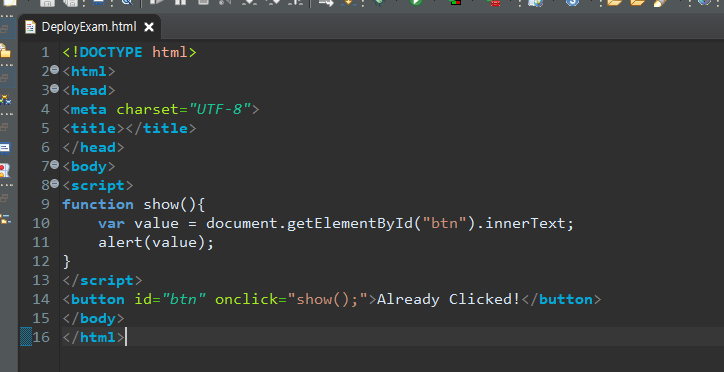 DeployExam.html
1 <!DOCTYPE html>
2 <html>
3 <head>
4 <meta charset="UTF-8">
5 <title></title>
6 </head>
7 <body>
8 <script>
9 function show(){
10     var value = document.getElementById("btn").innerText;
11     alert(value);
12 }
13 </script>
14 <button id="btn" onclick="show();">Already Clicked!</button>
15 </body>
16 </html>